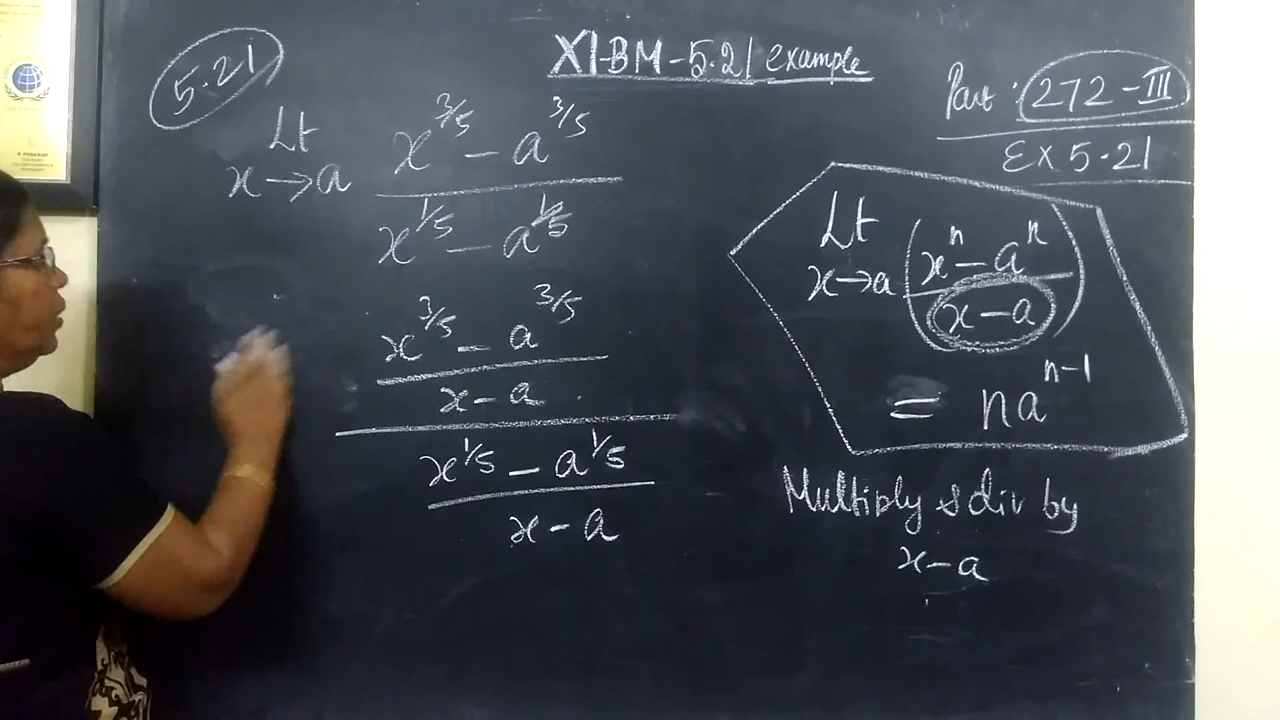 5.21
XI-BM-5.21 example
Part : 272-III
EX 5.21
Lt x→a x^3/5 - a^3/5 / x^1/5 - a^1/5
x^3/5 - a^3/5
x - a
x^1/5 - a^1/5
x - a
Lt x→a (x^n - a^n / x - a)
= na^n-1
Multiply & div by
x - a